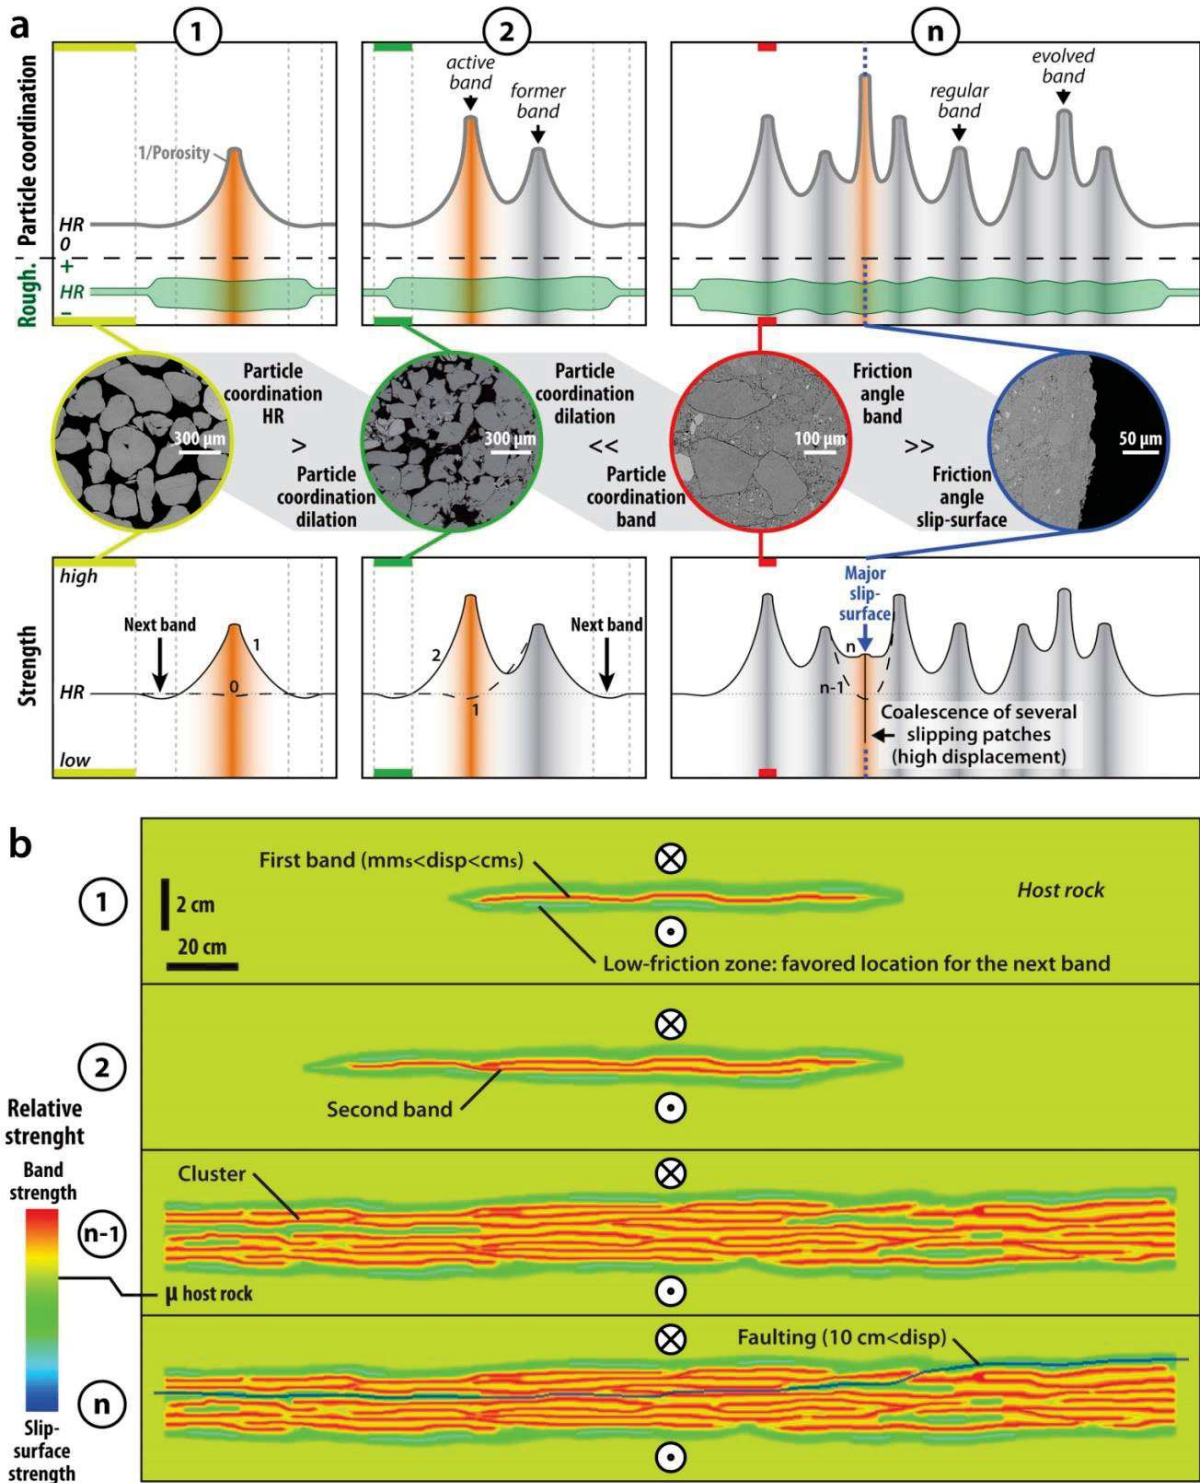 a
1
2
n
Particle coordination
1/Porosity
HR
0
+
Rough.
HR
−
active
band
former
band
regular
band
evolved
band
300 µm
Particle
coordination
HR
>
Particle
coordination
dilation
300 µm
Particle
coordination
dilation
<<
Particle
coordination
band
100 µm
Friction
angle
band
>>
Friction
angle
slip-surface
50 µm
Strength
high
HR
low
Next band
1
0
2
1
Next band
Major
slip-
surface
n
n-1
Coalescence of several
slipping patches
(high displacement)
b
1
2 cm
20 cm
First band (mms<disp<cms)
Host rock
Low-friction zone: favored location for the next band
2
Second band
Relative
strenght
Band
strength
n-1
Cluster
µ host rock
n
Faulting (10 cm<disp)
Slip-
surface
strength